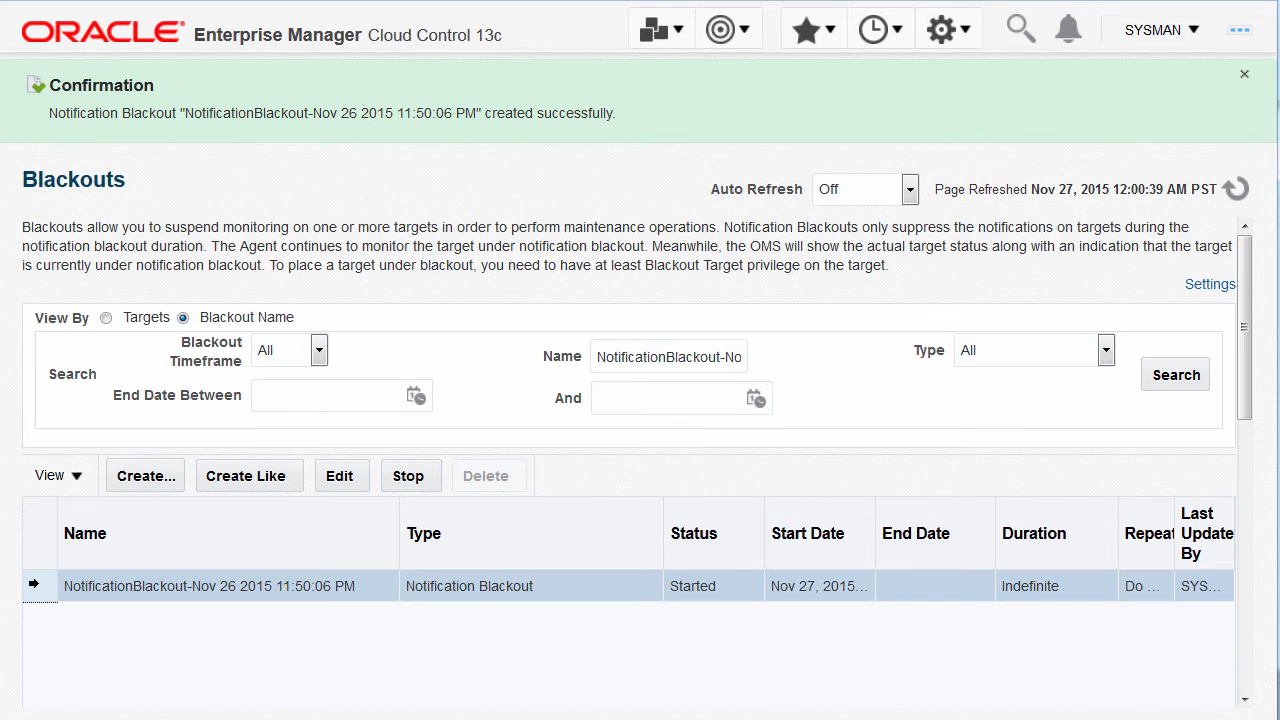 ORACLE Enterprise Manager Cloud Control 13c SYSMAN
Confirmation
Notification Blackout "NotificationBlackout-Nov 26 2015 11:50:06 PM" created successfully.
Blackouts
Auto Refresh Off Page Refreshed Nov 27, 2015 12:00:39 AM PST
Blackouts allow you to suspend monitoring on one or more targets in order to perform maintenance operations. Notification Blackouts only suppress the notifications on targets during the
notification blackout duration. The Agent continues to monitor the target under notification blackout. Meanwhile, the OMS will show the actual target status along with an indication that the target
is currently under notification blackout. To place a target under blackout, you need to have at least Blackout Target privilege on the target.
Settings
View By Targets Blackout Name
Search
Blackout
Timeframe All
Name NotificationBlackout-No
Type All
End Date Between
And
Search
View Create... Create Like Edit Stop Delete
Name Type Status Start Date End Date Duration Repeat Last
Update
By
NotificationBlackout-Nov 26 2015 11:50:06 PM Notification Blackout Started Nov 27, 2015... Indefinite Do ... SYS...